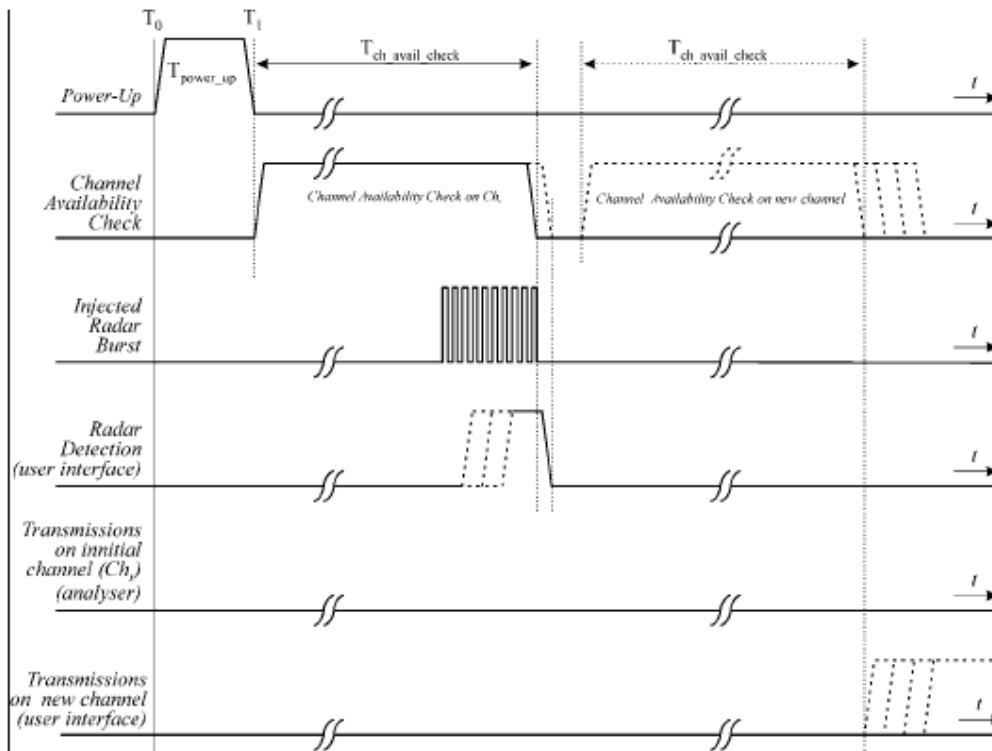 T0
T1
Tpower_up
Tch_avail_check
Tch_avail_check
Power-Up
t
Channel
Availability
Check
Channel Availability Check on Chr
Channel Availability Check on new channel
t
Injected
Radar
Burst
t
Radar
Detection
(user interface)
t
Transmissions
on innitial
channel (Chr)
(analyser)
t
Transmissions
on new channel
(user interface)
t